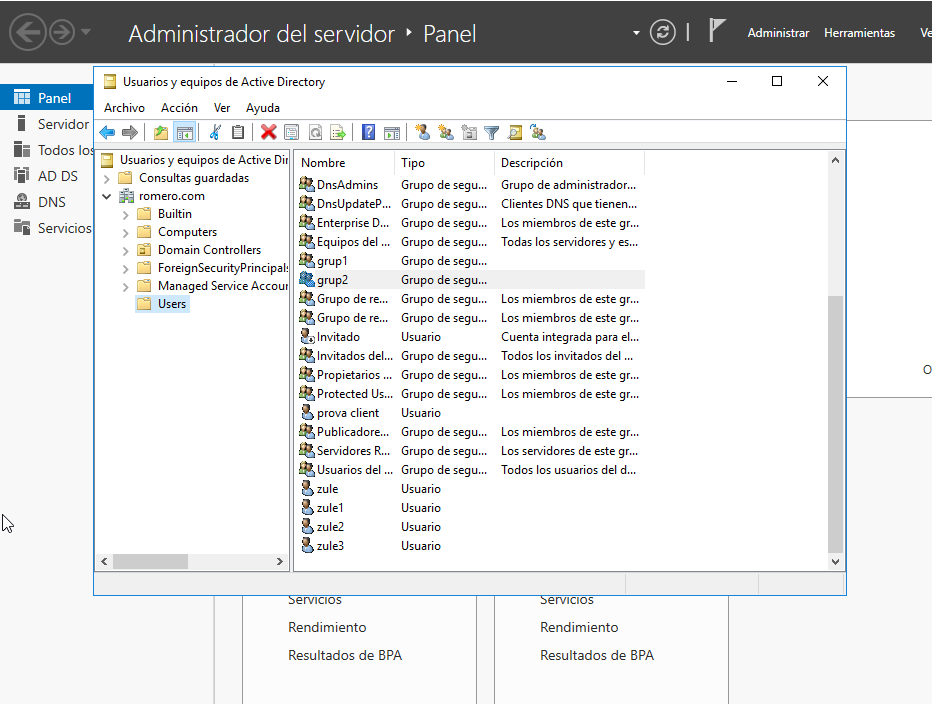 Administrador del servidor ‣ Panel
Administrar Herramientas Ve
Panel
Servidor
Todos los
AD DS
DNS
Servicios
Usuarios y equipos de Active Directory
Archivo Acción Ver Ayuda
Usuarios y equipos de Active Dir
Consultas guardadas
romero.com
Builtin
Computers
Domain Controllers
ForeignSecurityPrincipals
Managed Service Accour
Users
Nombre Tipo Descripción
DnsAdmins Grupo de segu... Grupo de administrador...
DnsUpdateP... Grupo de segu... Clientes DNS que tienen...
Enterprise D... Grupo de segu... Los miembros de este gr...
Equipos del ... Grupo de segu... Todas los servidores y es...
grup1 Grupo de segu...
grup2 Grupo de segu...
Grupo de re... Grupo de segu... Los miembros de este gr...
Grupo de re... Grupo de segu... Los miembros de este gr...
Invitado Usuario Cuenta integrada para el...
Invitados del... Grupo de segu... Todos los invitados del ...
Propietarios ... Grupo de segu... Los miembros de este gr...
Protected Us... Grupo de segu... Los miembros de este gr...
prova client Usuario
Publicadore... Grupo de segu... Los miembros de este gr...
Servidores R... Grupo de segu... Los servidores de este gr...
Usuarios del ... Grupo de segu... Todos los usuarios del d...
zule Usuario
zule1 Usuario
zule2 Usuario
zule3 Usuario
O
Servicios
Rendimiento
Resultados de BPA
Servicios
Rendimiento
Resultados de BPA